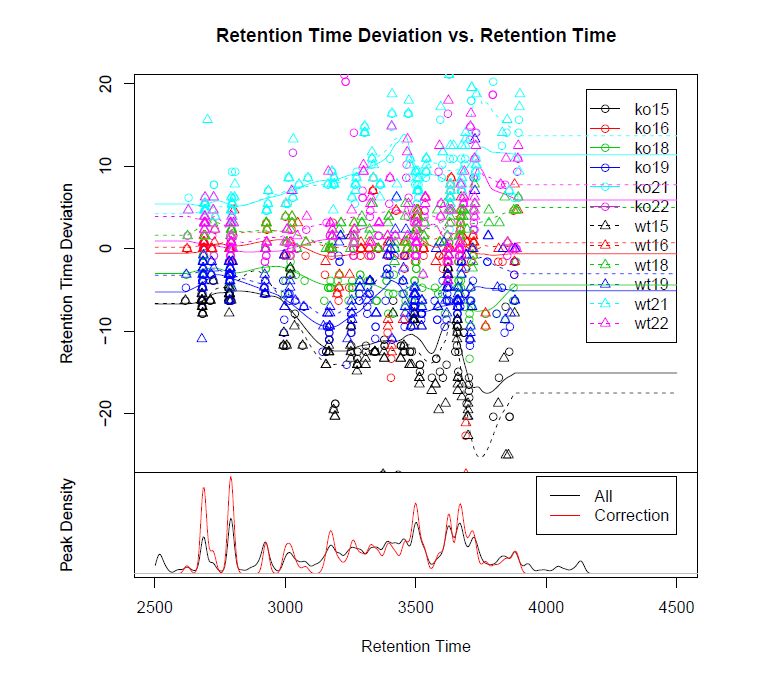 Retention Time Deviation vs. Retention Time
Retention Time Deviation
20
10
0
−10
−20
ko15
ko16
ko18
ko19
ko21
ko22
wt15
wt16
wt18
wt19
wt21
wt22
Peak Density
All
Correction
2500 3000 3500 4000 4500
Retention Time